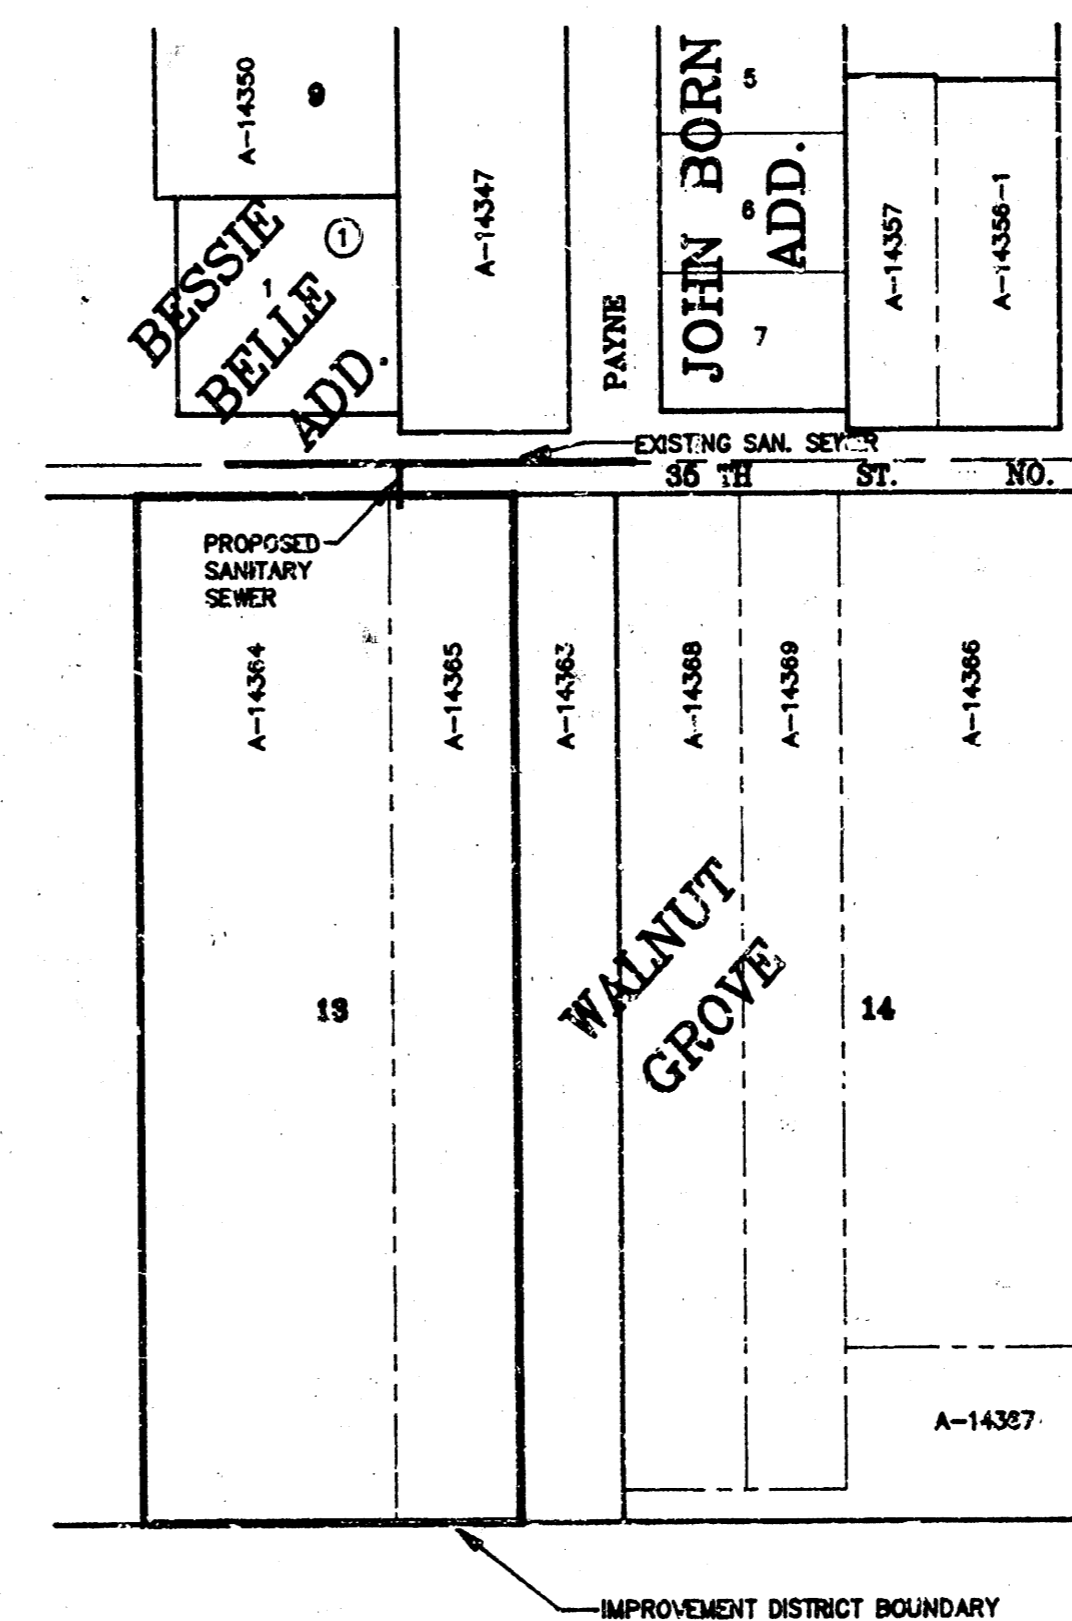 A-14350
9
A-14347
BESSIE
BELLE
ADD.
1
1
PAYNE
5
6
7
JOHN BORN
ADD.
A-14357
A-14356-1
EXISTING SAN. SEWER
35 TH ST. NO.
PROPOSED
SANITARY
SEWER
A-14364
A-14365
A-14363
A-14368
A-14369
A-14366
WALNUT
GROVE
13
14
A-14367
IMPROVEMENT DISTRICT BOUNDARY